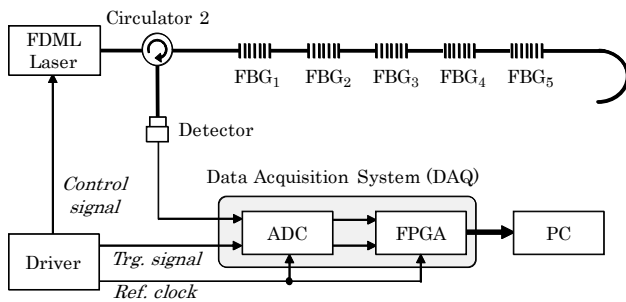 Circulator 2
FDML
Laser
FBG1
FBG2
FBG3
FBG4
FBG5
Detector
Control
signal
Data Acquisition System (DAQ)
ADC
FPGA
PC
Driver
Trg. signal
Ref. clock